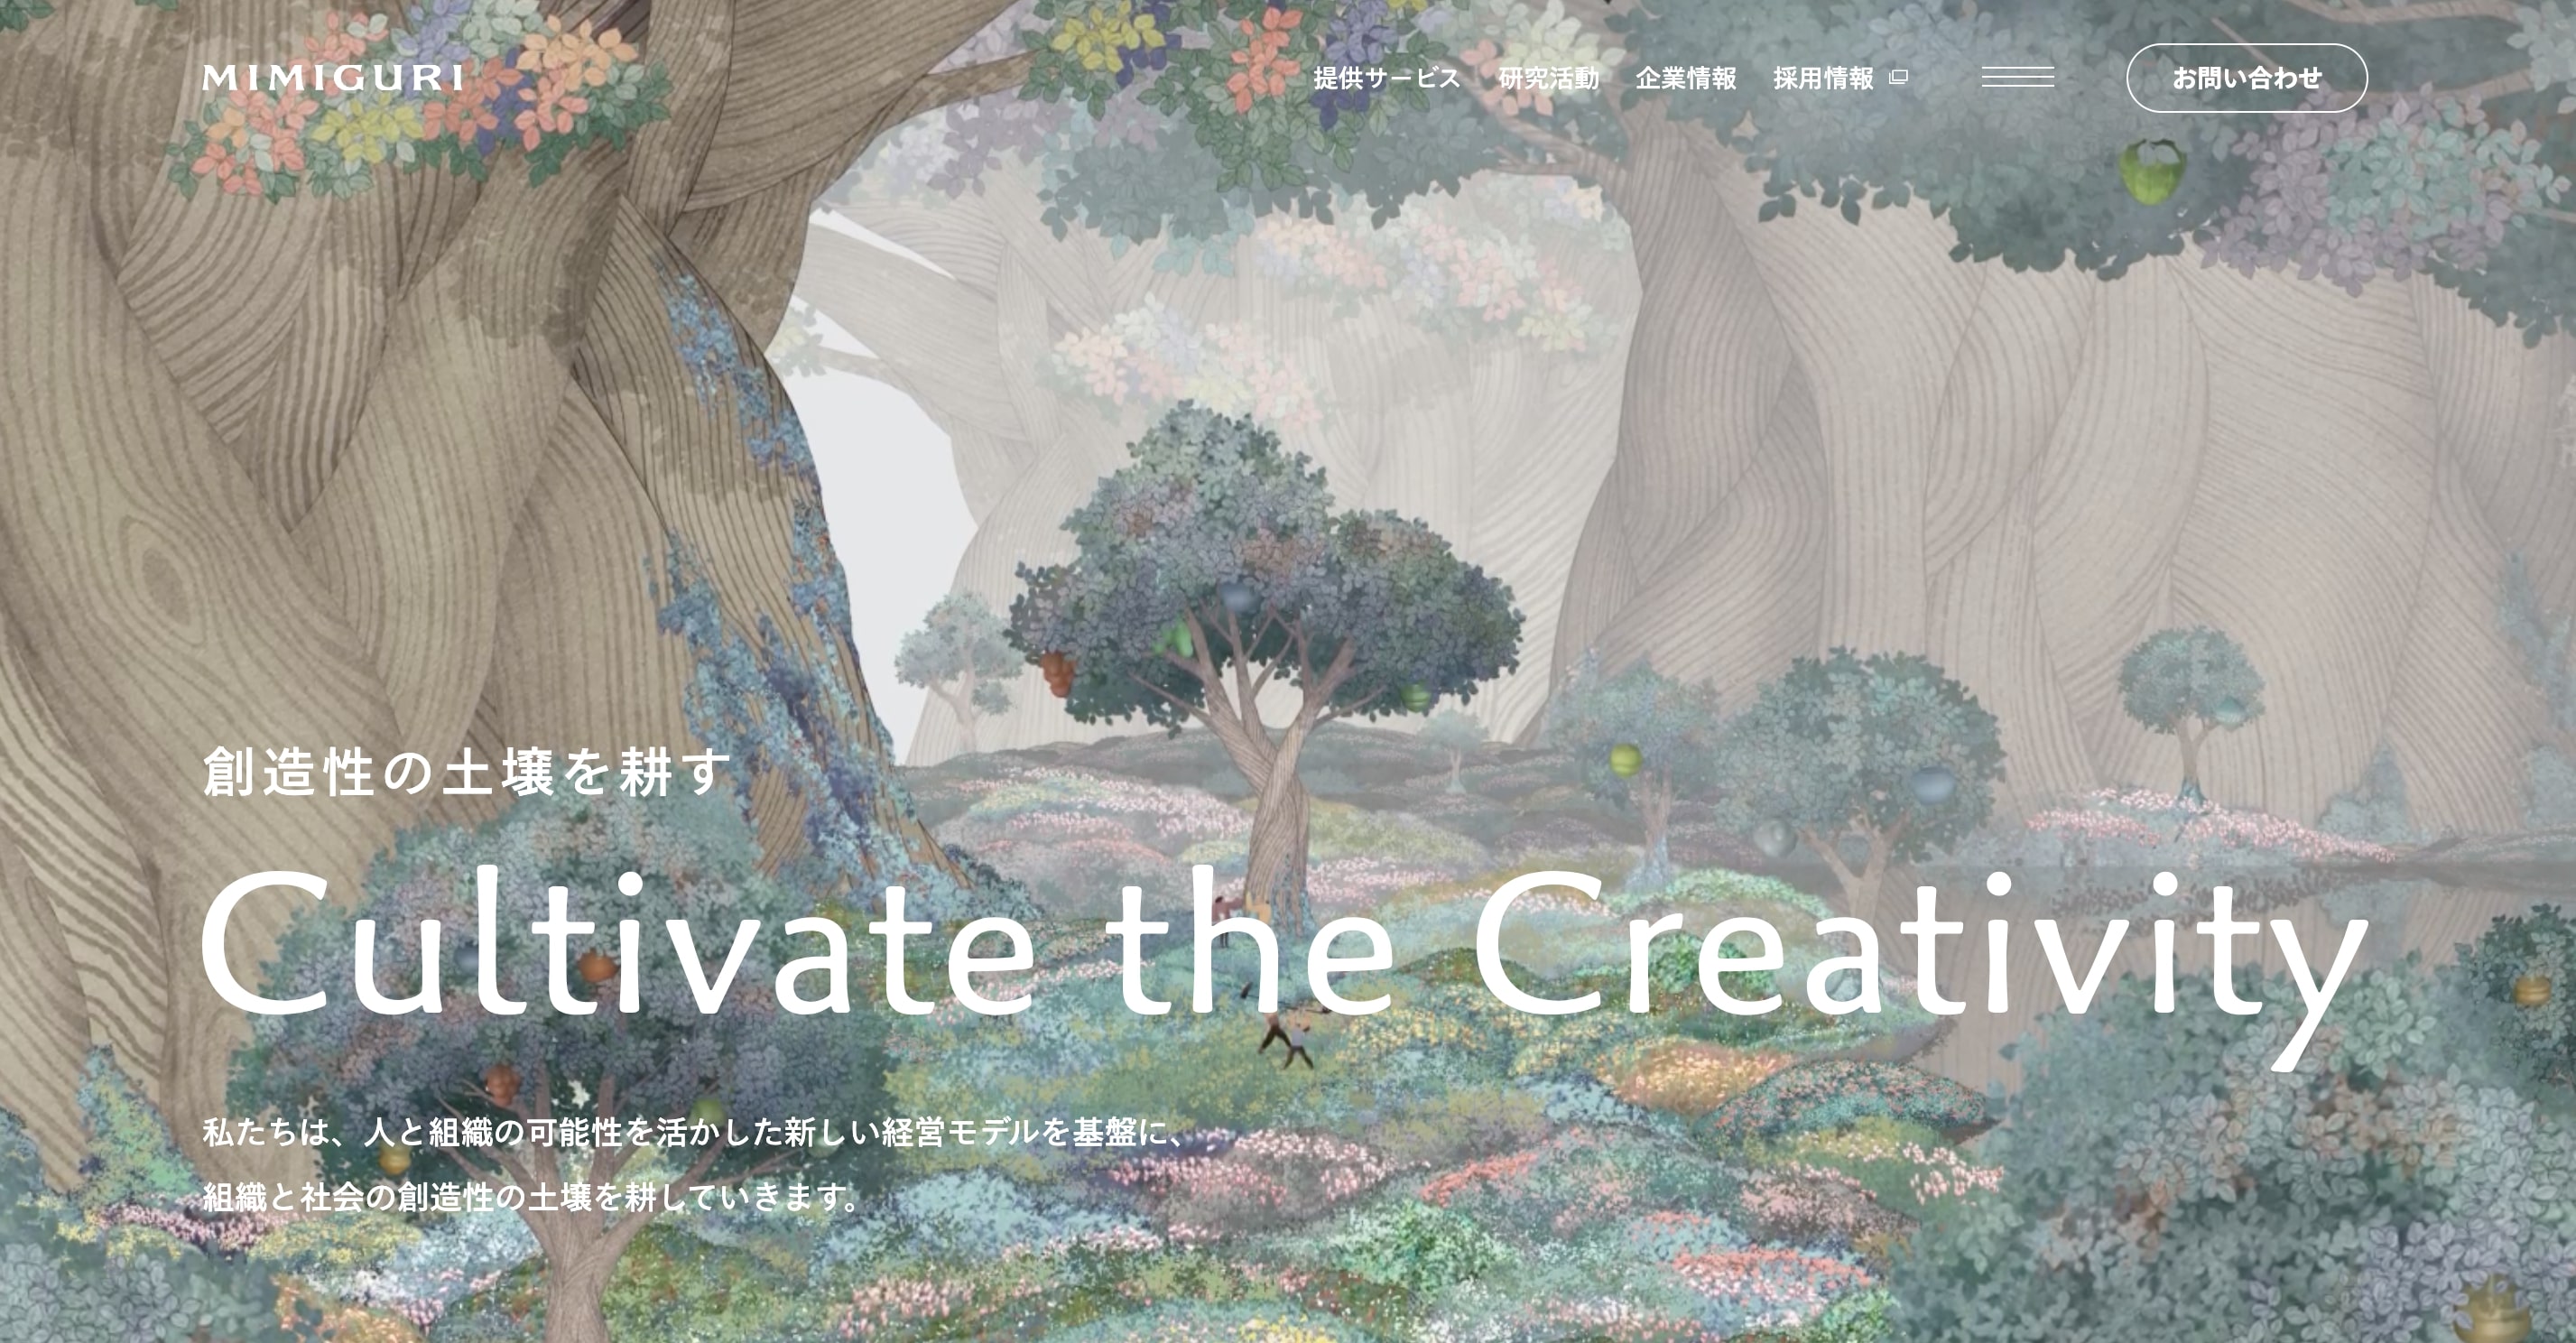 MIMIGURI
提供サービス 研究活動 企業情報 採用情報 お問い合わせ
創造性の土壌を耕す
Cultivate the Creativity
私たちは、人と組織の可能性を活かした新しい経営モデルを基盤に、
組織と社会の創造性の土壌を耕していきます。